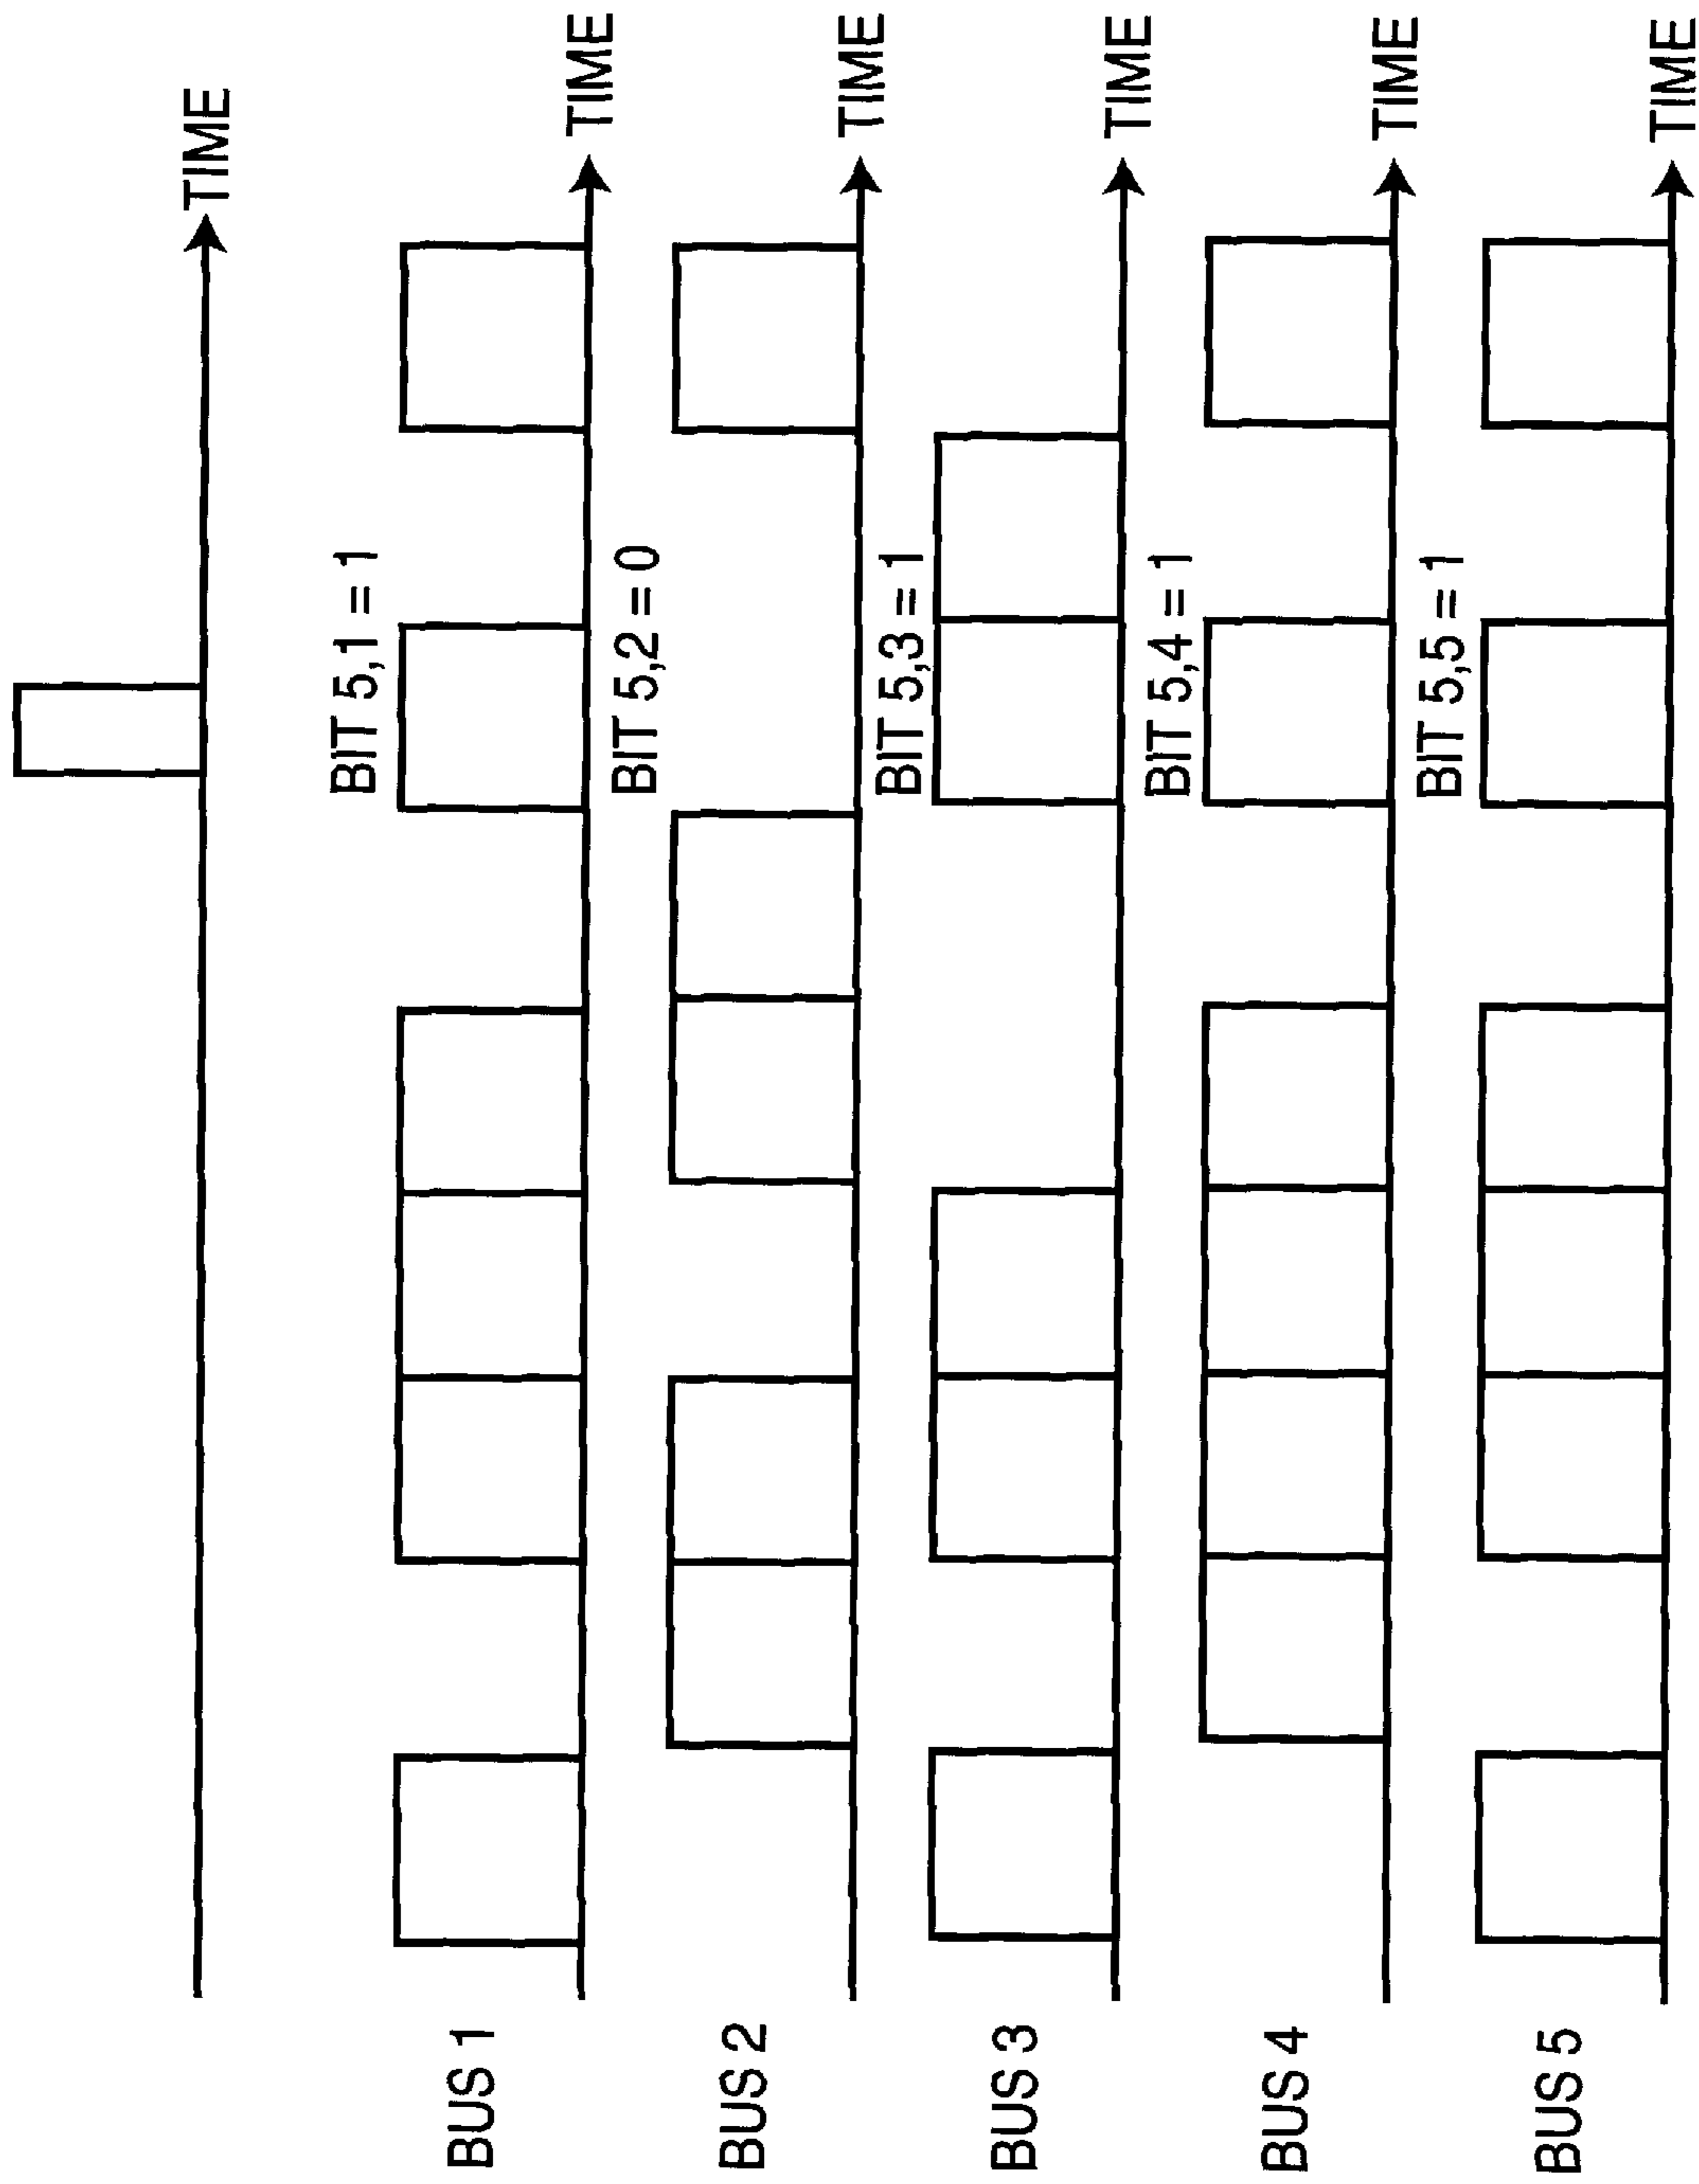 TIME
BIT 5,1 = 1
BUS 1
TIME
BIT 5,2 = 0
BUS 2
TIME
BIT 5,3 = 1
BUS 3
TIME
BIT 5,4 = 1
BUS 4
TIME
BIT 5,5 = 1
BUS 5
TIME